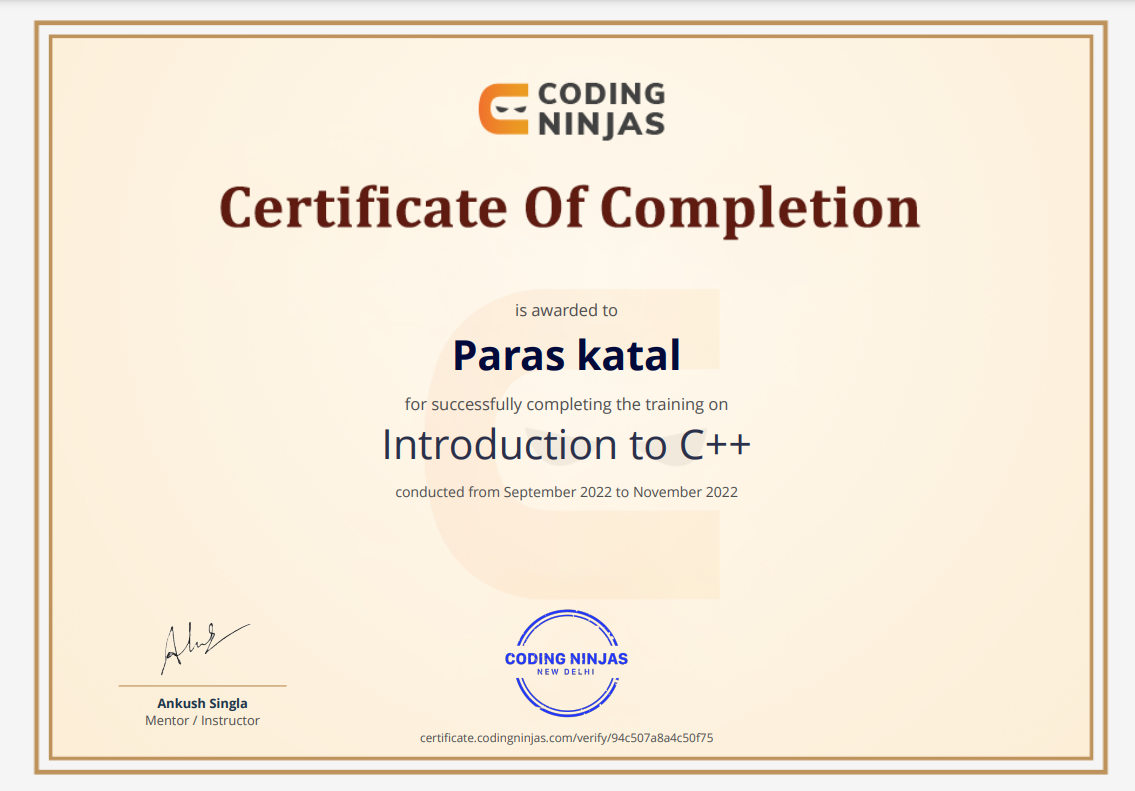 CODING
NINJAS
Certificate Of Completion
is awarded to
Paras katal
for successfully completing the training on
Introduction to C++
conducted from September 2022 to November 2022
Ankush Singla
Mentor / Instructor
CODING NINJAS
NEW DELHI
certificate.codingninjas.com/verify/94c507a8a4c50f75